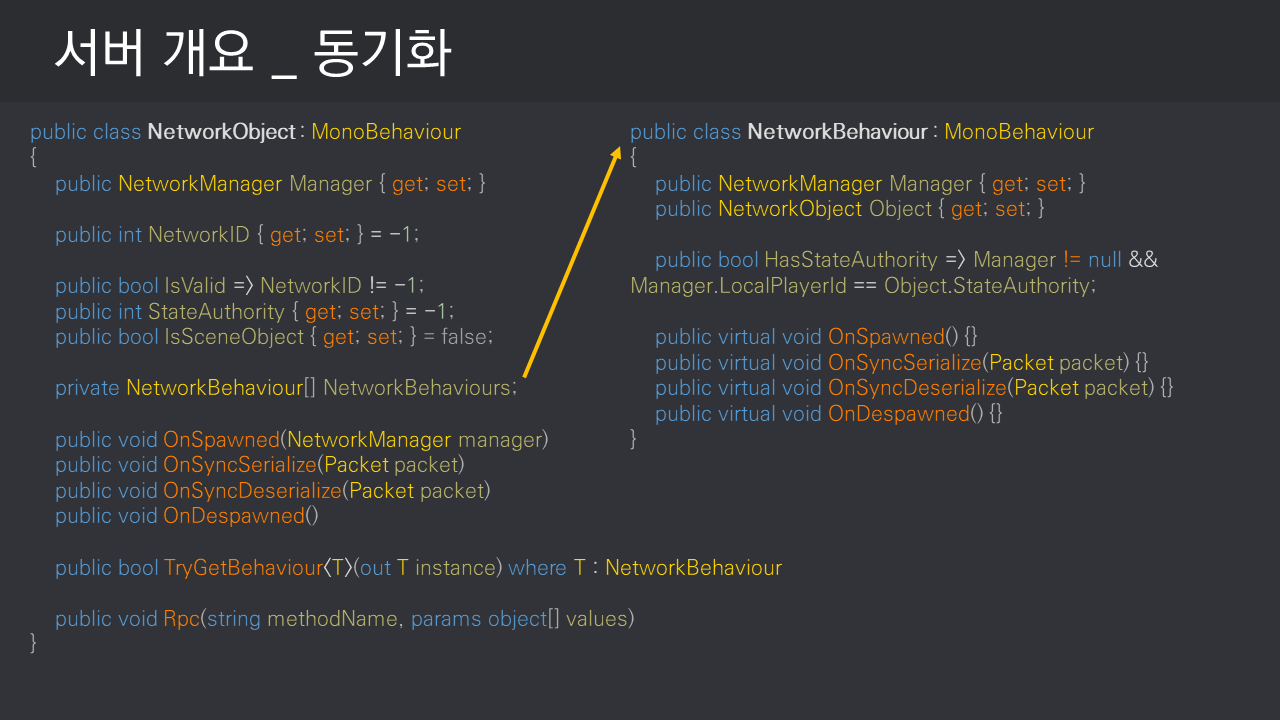 서버 개요 _ 동기화
public class NetworkObject : MonoBehaviour
{
public NetworkManager Manager { get; set; }
public int NetworkID { get; set; } = -1;
public bool IsValid => NetworkID != -1;
public int StateAuthority { get; set; } = -1;
public bool IsSceneObject { get; set; } = false;
private NetworkBehaviour[] NetworkBehaviours;
public void OnSpawned(NetworkManager manager)
public void OnSyncSerialize(Packet packet)
public void OnSyncDeserialize(Packet packet)
public void OnDespawned()
public bool TryGetBehaviour<T>(out T instance) where T : NetworkBehaviour
public void Rpc(string methodName, params object[] values)
}
public class NetworkBehaviour : MonoBehaviour
{
public NetworkManager Manager { get; set; }
public NetworkObject Object { get; set; }
public bool HasStateAuthority => Manager != null &&
Manager.LocalPlayerId == Object.StateAuthority;
public virtual void OnSpawned() {}
public virtual void OnSyncSerialize(Packet packet) {}
public virtual void OnSyncDeserialize(Packet packet) {}
public virtual void OnDespawned() {}
}